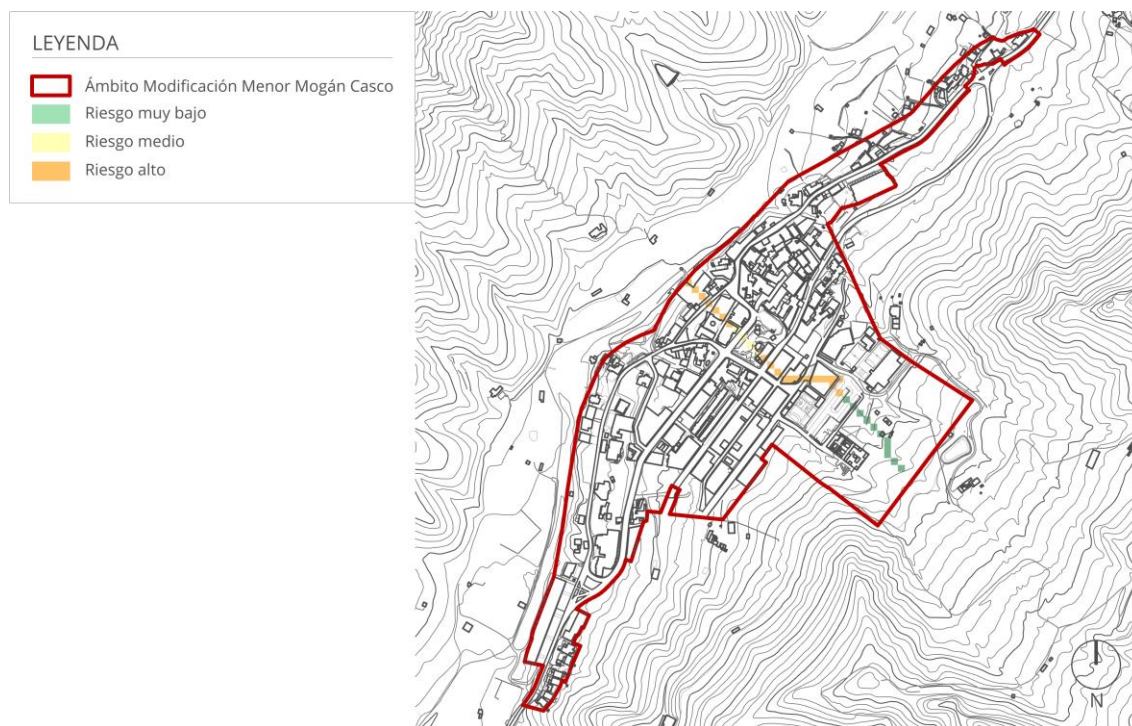 LEYENDA
Ámbito Modificación Menor Mogán Casco
Riesgo muy bajo
Riesgo medio
Riesgo alto
N